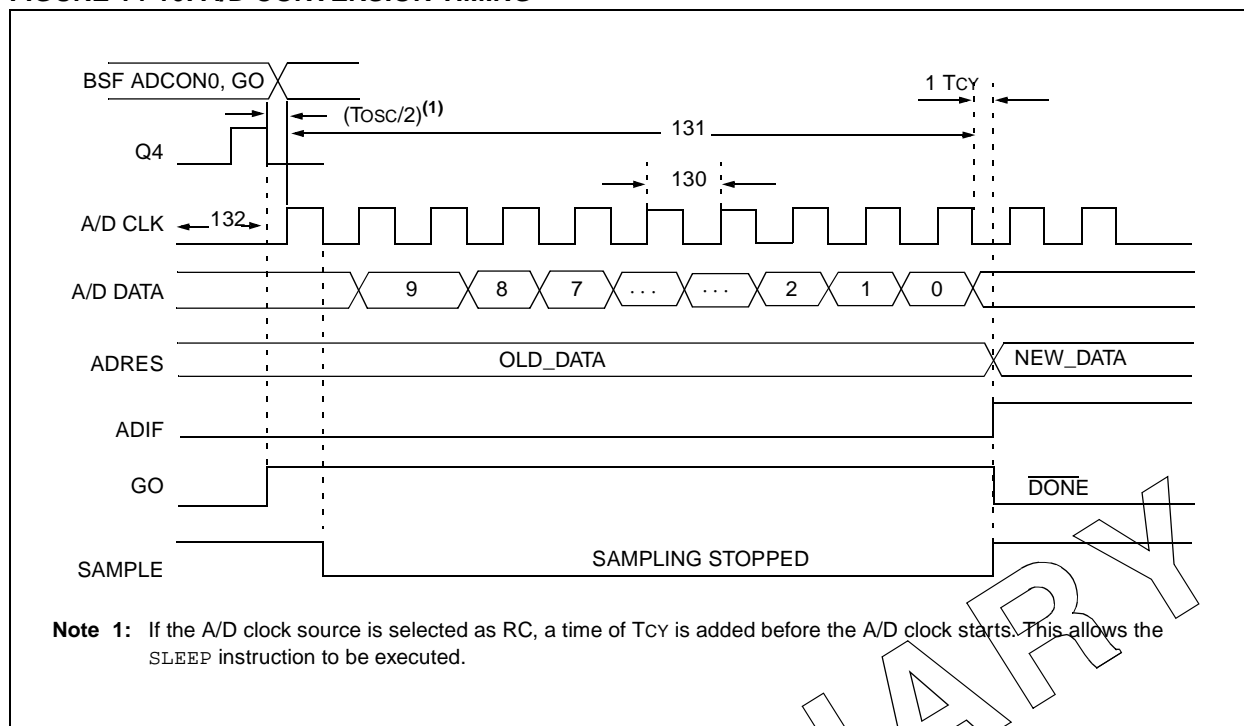 BSF ADCON0, GO
1 TCY
(TOSC/2)(1)
131
Q4
130
A/D CLK
132
A/D DATA
9 8 7 . . . . . . 2 1 0
ADRES
OLD_DATA
NEW_DATA
ADIF
GO
DONE
SAMPLING STOPPED
SAMPLE
Note 1: If the A/D clock source is selected as RC, a time of TCY is added before the A/D clock starts. This allows the
SLEEP instruction to be executed.
ARY